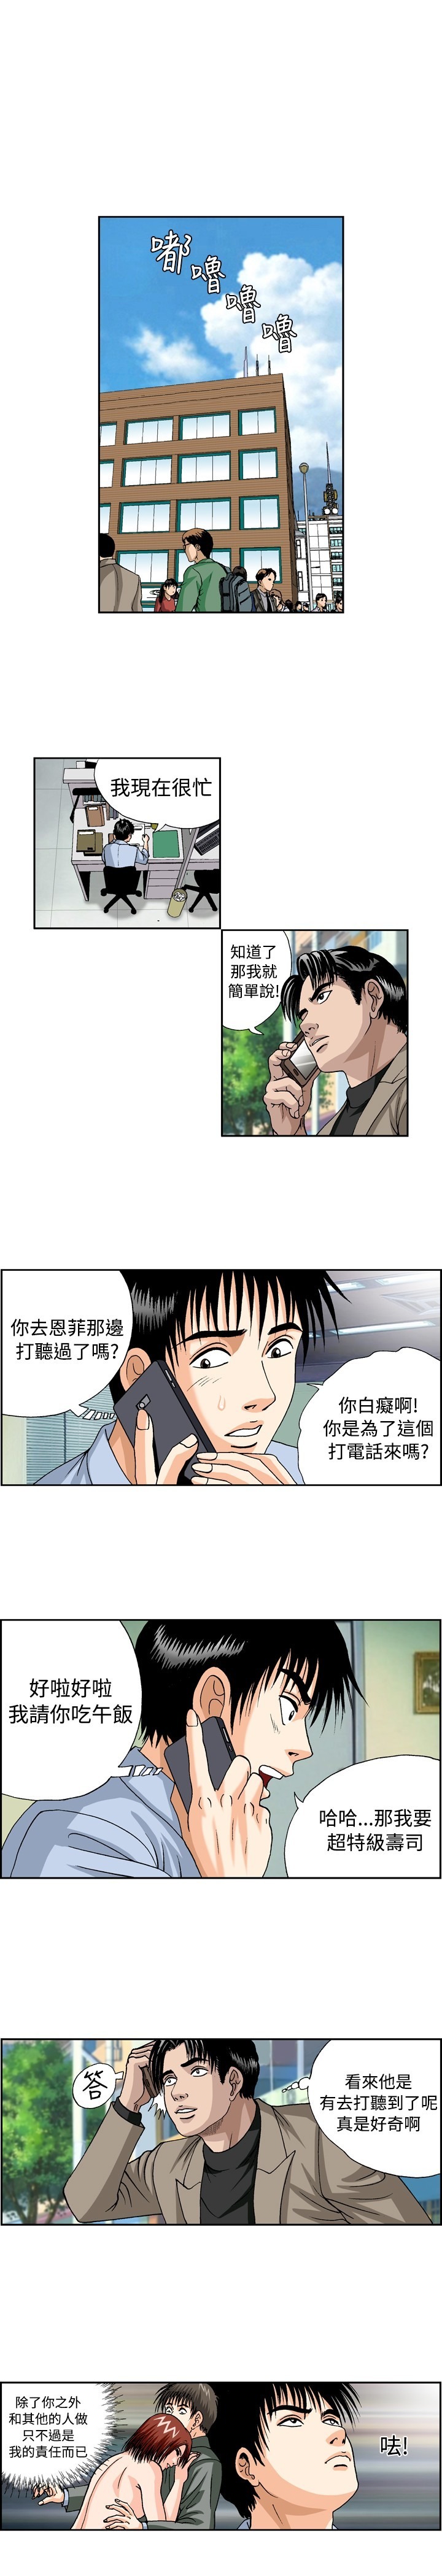 嘟
嚕
嚕
嚕
我現在很忙
知道了
那我就
簡單說!
你去恩菲那邊
打聽過了嗎?
你白癡啊!
你是為了這個
打電話來嗎?
好啦好啦
我請你吃午飯
哈哈...那我要
超特級壽司
答
看來他是
有去打聽到了呢
真是好奇啊
除了你之外
和其他的人做
只不過是
我的責任而已
呿!